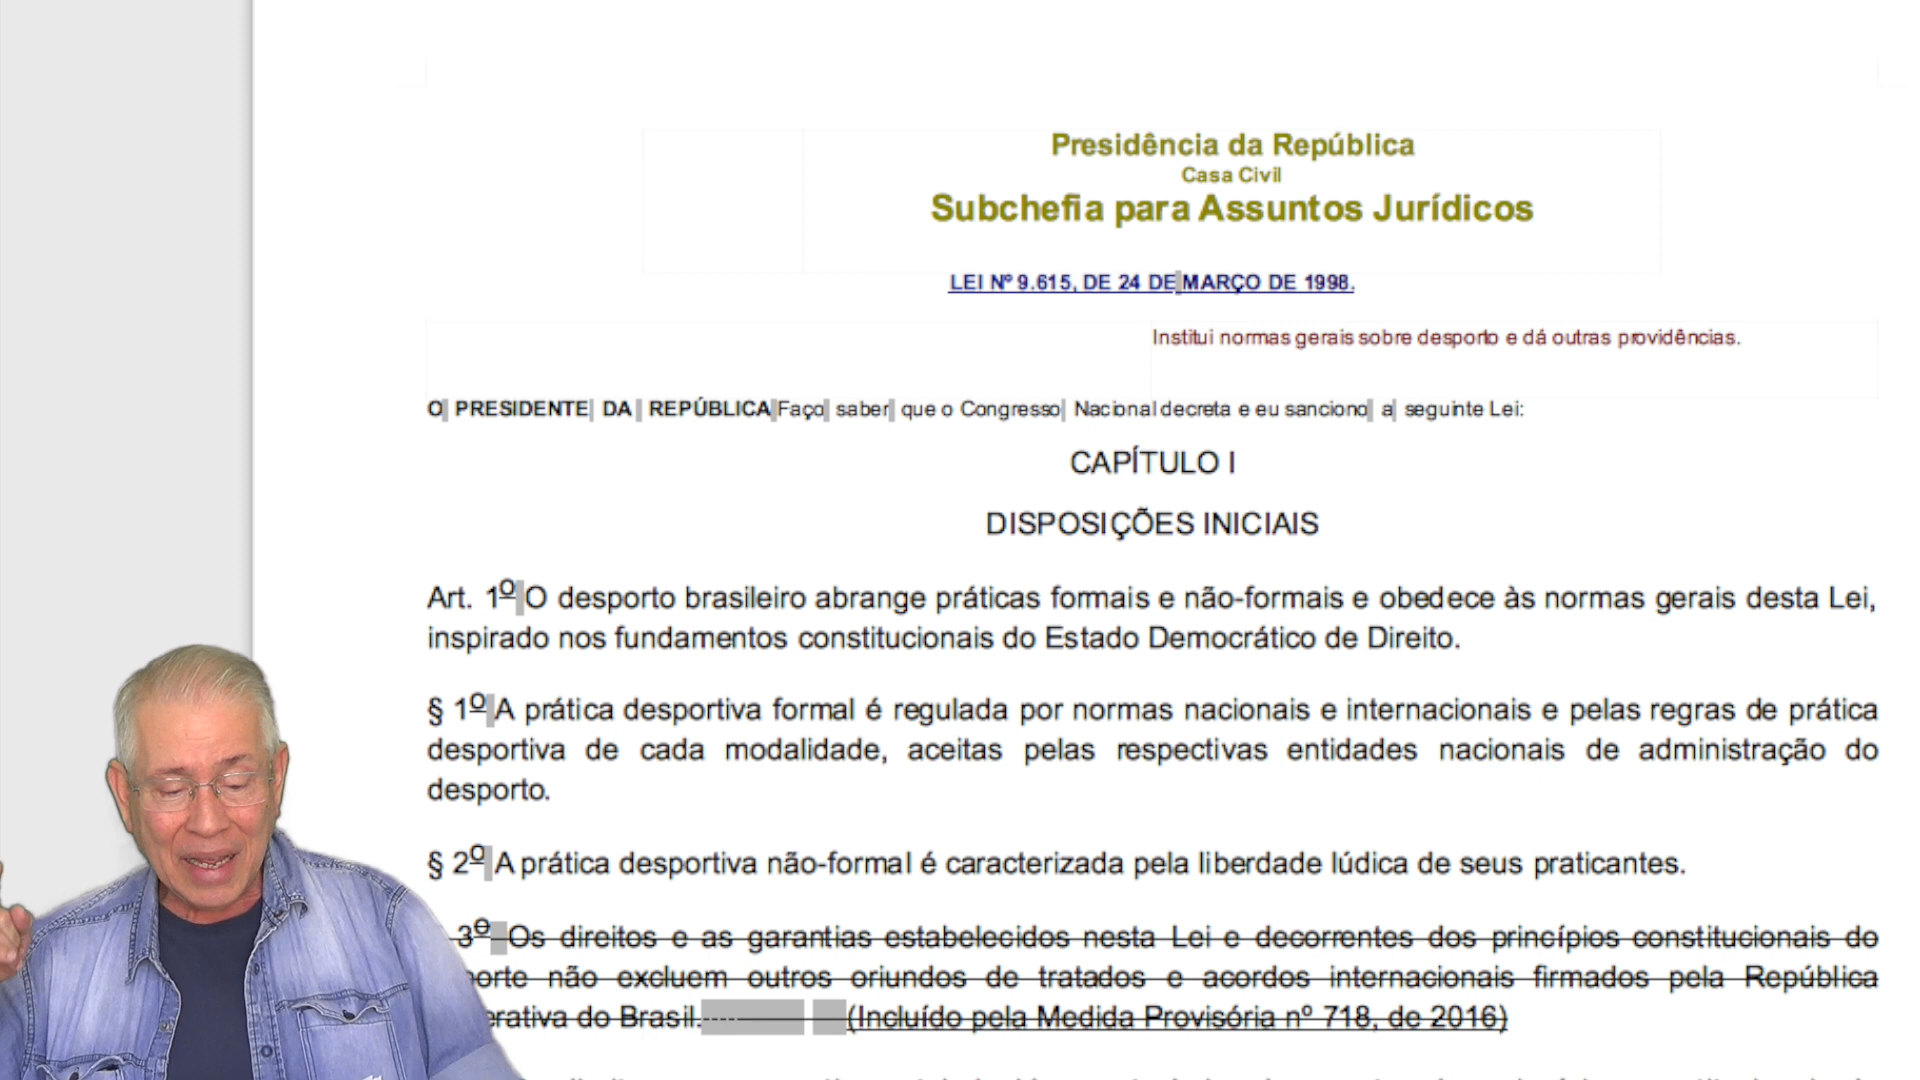 Presidência da República
Casa Civil
Subchefia para Assuntos Jurídicos
LEI Nº 9.615, DE 24 DE MARÇO DE 1998.
Institui normas gerais sobre desporto e dá outras providências.
O PRESIDENTE DA REPÚBLICA Faço saber que o Congresso Nacional decreta e eu sanciono a seguinte Lei:
CAPÍTULO I
DISPOSIÇÕES INICIAIS
Art. 1º O desporto brasileiro abrange práticas formais e não-formais e obedece às normas gerais desta Lei,
inspirado nos fundamentos constitucionais do Estado Democrático de Direito.
§ 1º A prática desportiva formal é regulada por normas nacionais e internacionais e pelas regras de prática
desportiva de cada modalidade, aceitas pelas respectivas entidades nacionais de administração do
desporto.
§ 2º A prática desportiva não-formal é caracterizada pela liberdade lúdica de seus praticantes.
3º Os direitos e as garantias estabelecidos nesta Lei e decorrentes dos princípios constitucionais do
porte não excluem outros oriundos de tratados e acordos internacionais firmados pela República
erativa do Brasil. (Incluído pela Medida Provisória nº 718, de 2016)